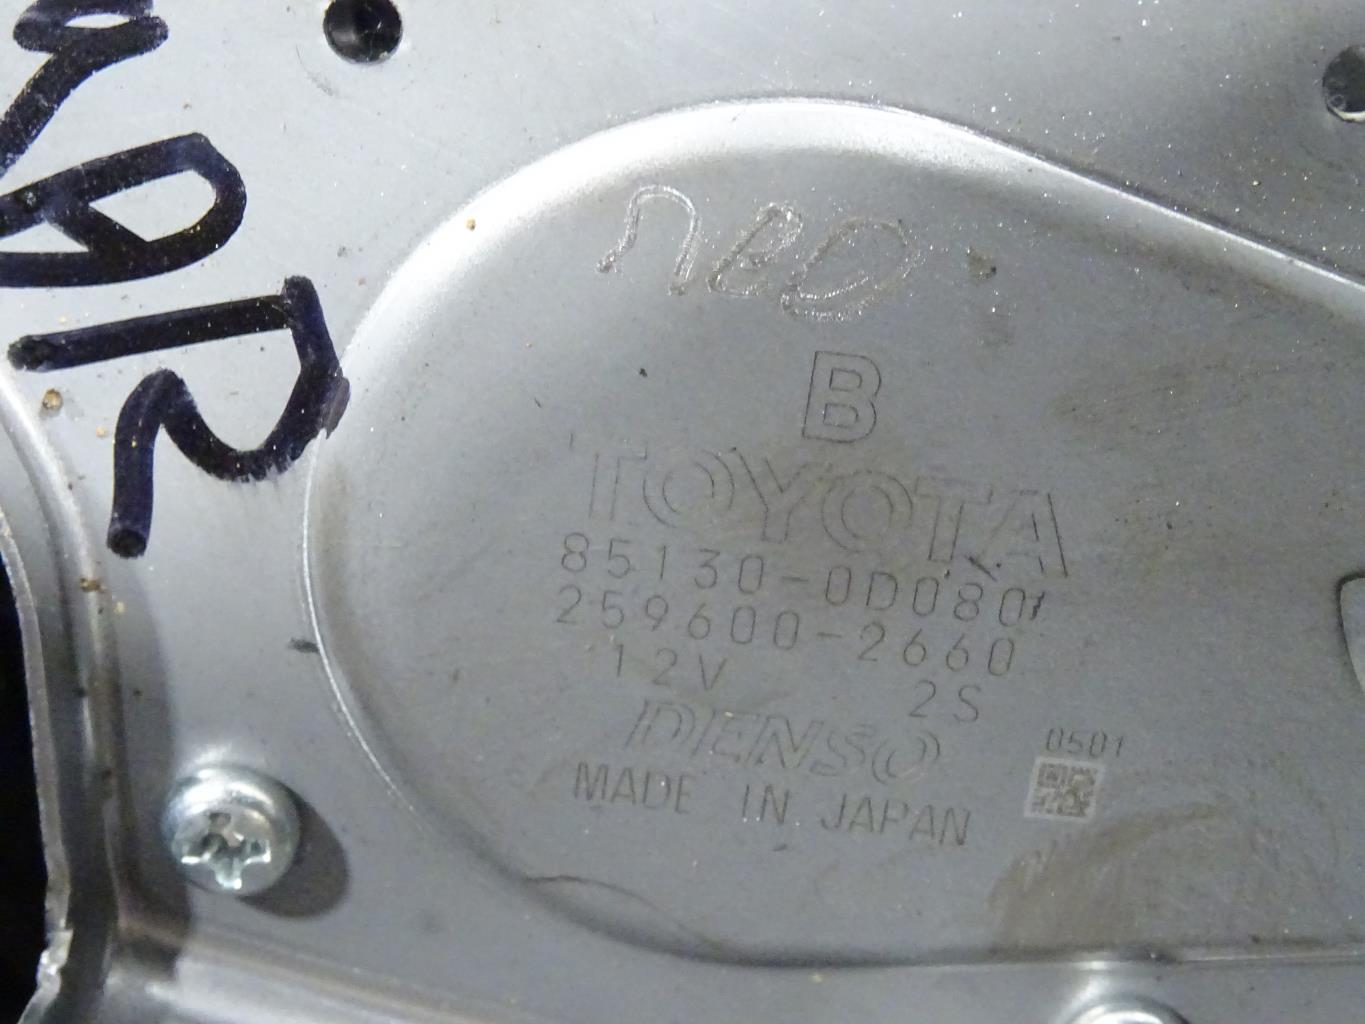 B
TOYOTA
85130-0D080
259600-2660
12V 2S
DENSO
0501
MADE IN JAPAN